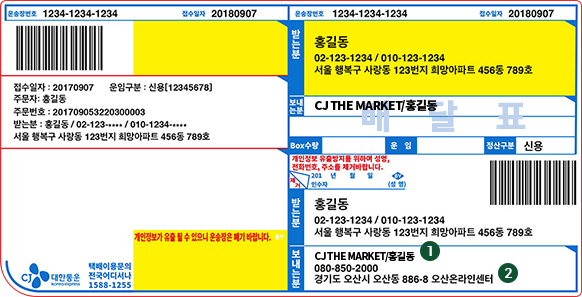 운송장번호 1234-1234-1234 접수일자 20180907
운송장번호 1234-1234-1234 접수일자 20180907
접수일자 : 20170907 운임구분 : 신용[12345678]
주문자: 홍길동
주문번호 : 201709053220300003
받는분 : 홍길동 / 02-123-•••• / 010-1234-••••
서울 행복구 사랑동 123번지 희망아파트 456동 789호
개인정보가 유출 될 수 있으니 운송장은 폐기 바랍니다.
CJ 대한통운
KOREA EXPRESS
택배이용문의
전국어디서나
1588-1255
받는분
홍길동
02-123-1234 / 010-123-1234
서울 행복구 사랑동 123번지 희망아파트 456동 789호
보내는분
CJ THE MARKET/홍길동
배달표
Box수량 운 임 정산구분 신용
개인정보 유출방지를 위하여 성명,
전화번호, 주소를 제거바랍니다.
제거
201 년 월 일
인수자 (성 명)
받는분
홍길동
02-123-1234 / 010-123-1234
서울 행복구 사랑동 123번지 희망아파트 456동 789호
보내는분
CJ THE MARKET/홍길동 1
080-850-2000
경기도 오산시 오산동 886-8 오산온라인센터 2